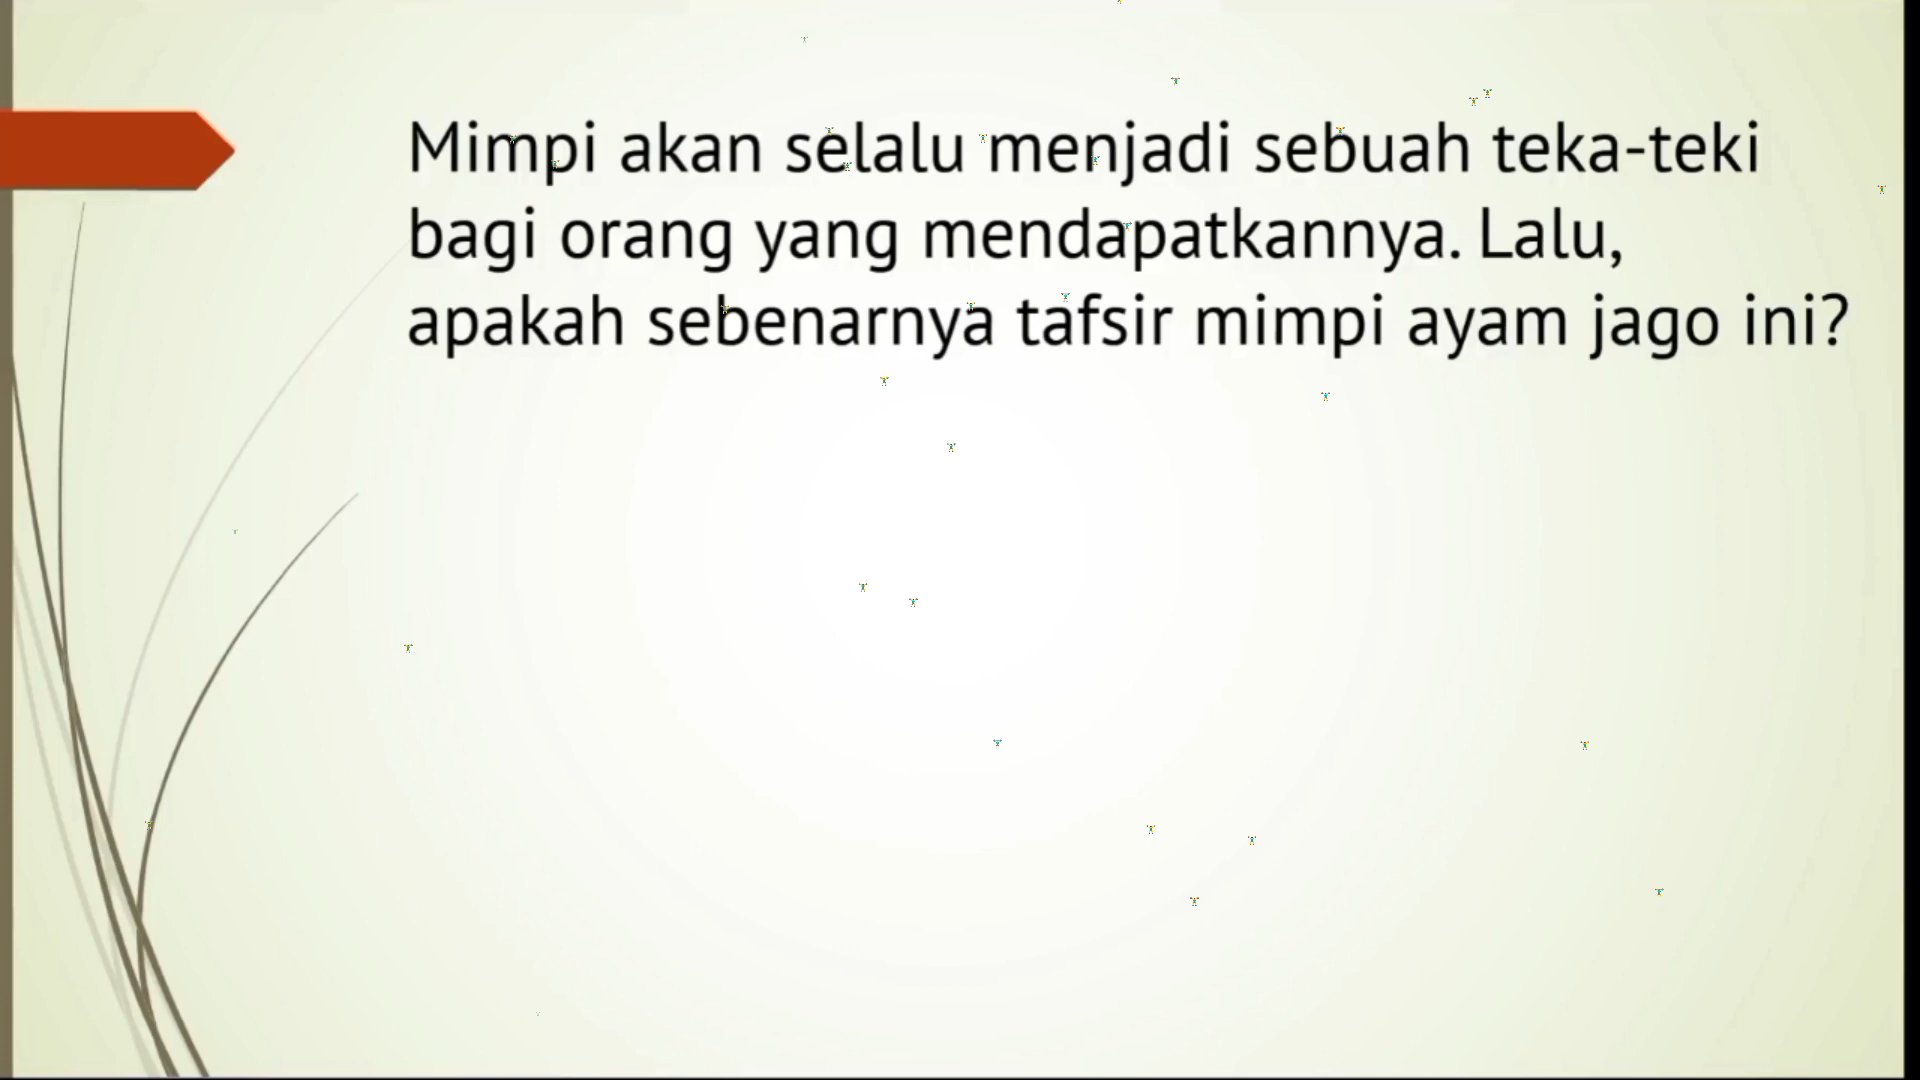 Mimpi akan selalu menjadi sebuah teka-teki
bagi orang yang mendapatkannya. Lalu,
apakah sebenarnya tafsir mimpi ayam jago ini?